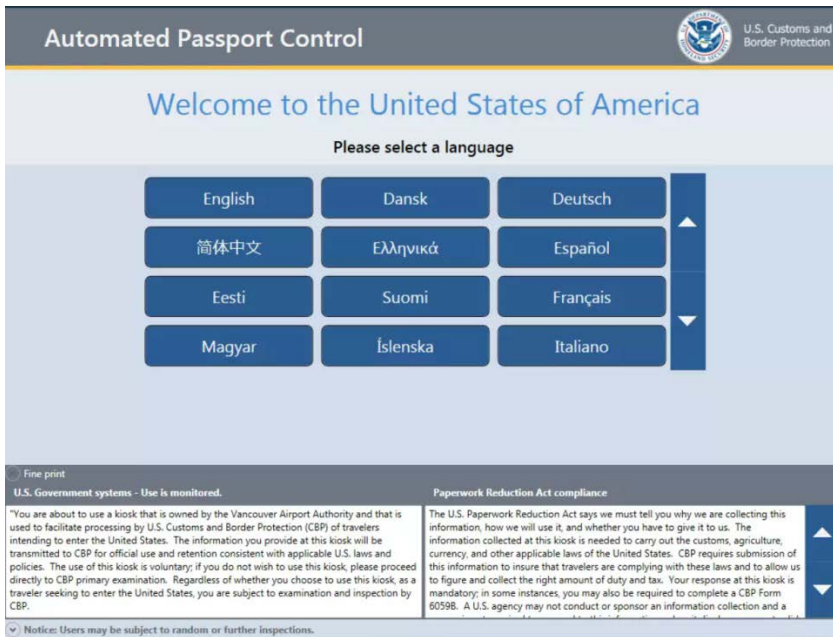 Automated Passport Control
U.S. Customs and
Border Protection
Welcome to the United States of America
Please select a language
English
Dansk
Deutsch
简体中文
Ελληνικά
Español
Eesti
Suomi
Français
Magyar
Íslenska
Italiano
Fine print
U.S. Government systems - Use is monitored.
"You are about to use a kiosk that is owned by the Vancouver Airport Authority and that is
used to facilitate processing by U.S. Customs and Border Protection (CBP) of travelers
intending to enter the United States. The information you provide at this kiosk will be
transmitted to CBP for official use and retention consistent with applicable U.S. laws and
policies. The use of this kiosk is voluntary; if you do not wish to use this kiosk, please proceed
directly to CBP primary examination. Regardless of whether you choose to use this kiosk, as a
traveler seeking to enter the United States, you are subject to examination and inspection by
CBP.
Paperwork Reduction Act compliance
The U.S. Paperwork Reduction Act says we must tell you why we are collecting this
information, how we will use it, and whether you have to give it to us. The
information collected at this kiosk is needed to carry out the customs, agriculture,
currency, and other applicable laws of the United States. CBP requires submission of
this information to insure that travelers are complying with these laws and to allow us
to figure and collect the right amount of duty and tax. Your response at this kiosk is
mandatory; in some instances, you may also be required to complete a CBP Form
6059B. A U.S. agency may not conduct or sponsor an information collection and a
Notice: Users may be subject to random or further inspections.